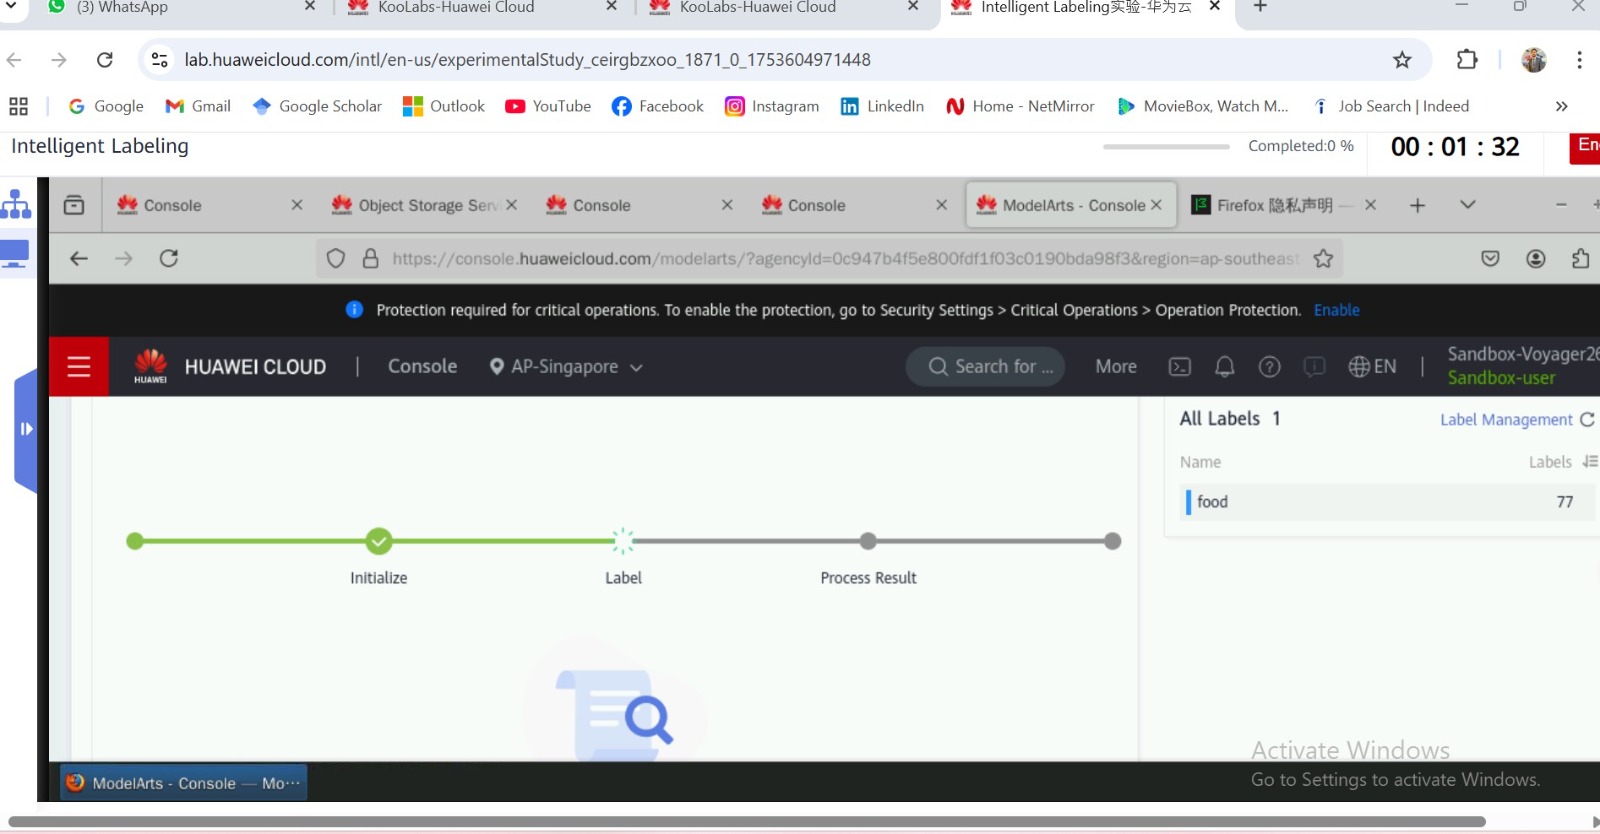 (3) WhatsApp
KooLabs-Huawei Cloud
KooLabs-Huawei Cloud
Intelligent Labeling实验-华为云
lab.huaweicloud.com/intl/en-us/experimentalStudy_ceirgbzxoo_1871_0_1753604971448
Google
Gmail
Google Scholar
Outlook
YouTube
Facebook
Instagram
LinkedIn
Home - NetMirror
MovieBox, Watch M...
Job Search | Indeed
Intelligent Labeling
Completed:0 %
00 : 01 : 32
Console
Object Storage Serv
Console
Console
ModelArts - Console
Firefox 隐私声明 —
https://console.huaweicloud.com/modelarts/?agencyId=0c947b4f5e800fdf1f03c0190bda98f3&region=ap-southeast
Protection required for critical operations. To enable the protection, go to Security Settings > Critical Operations > Operation Protection. Enable
HUAWEI
HUAWEI CLOUD
Console
AP-Singapore
Search for ...
More
EN
Sandbox-Voyager26
Sandbox-user
All Labels 1
Label Management
Name
Labels
food
77
Initialize
Label
Process Result
Activate Windows
Go to Settings to activate Windows.
ModelArts - Console — Mo···